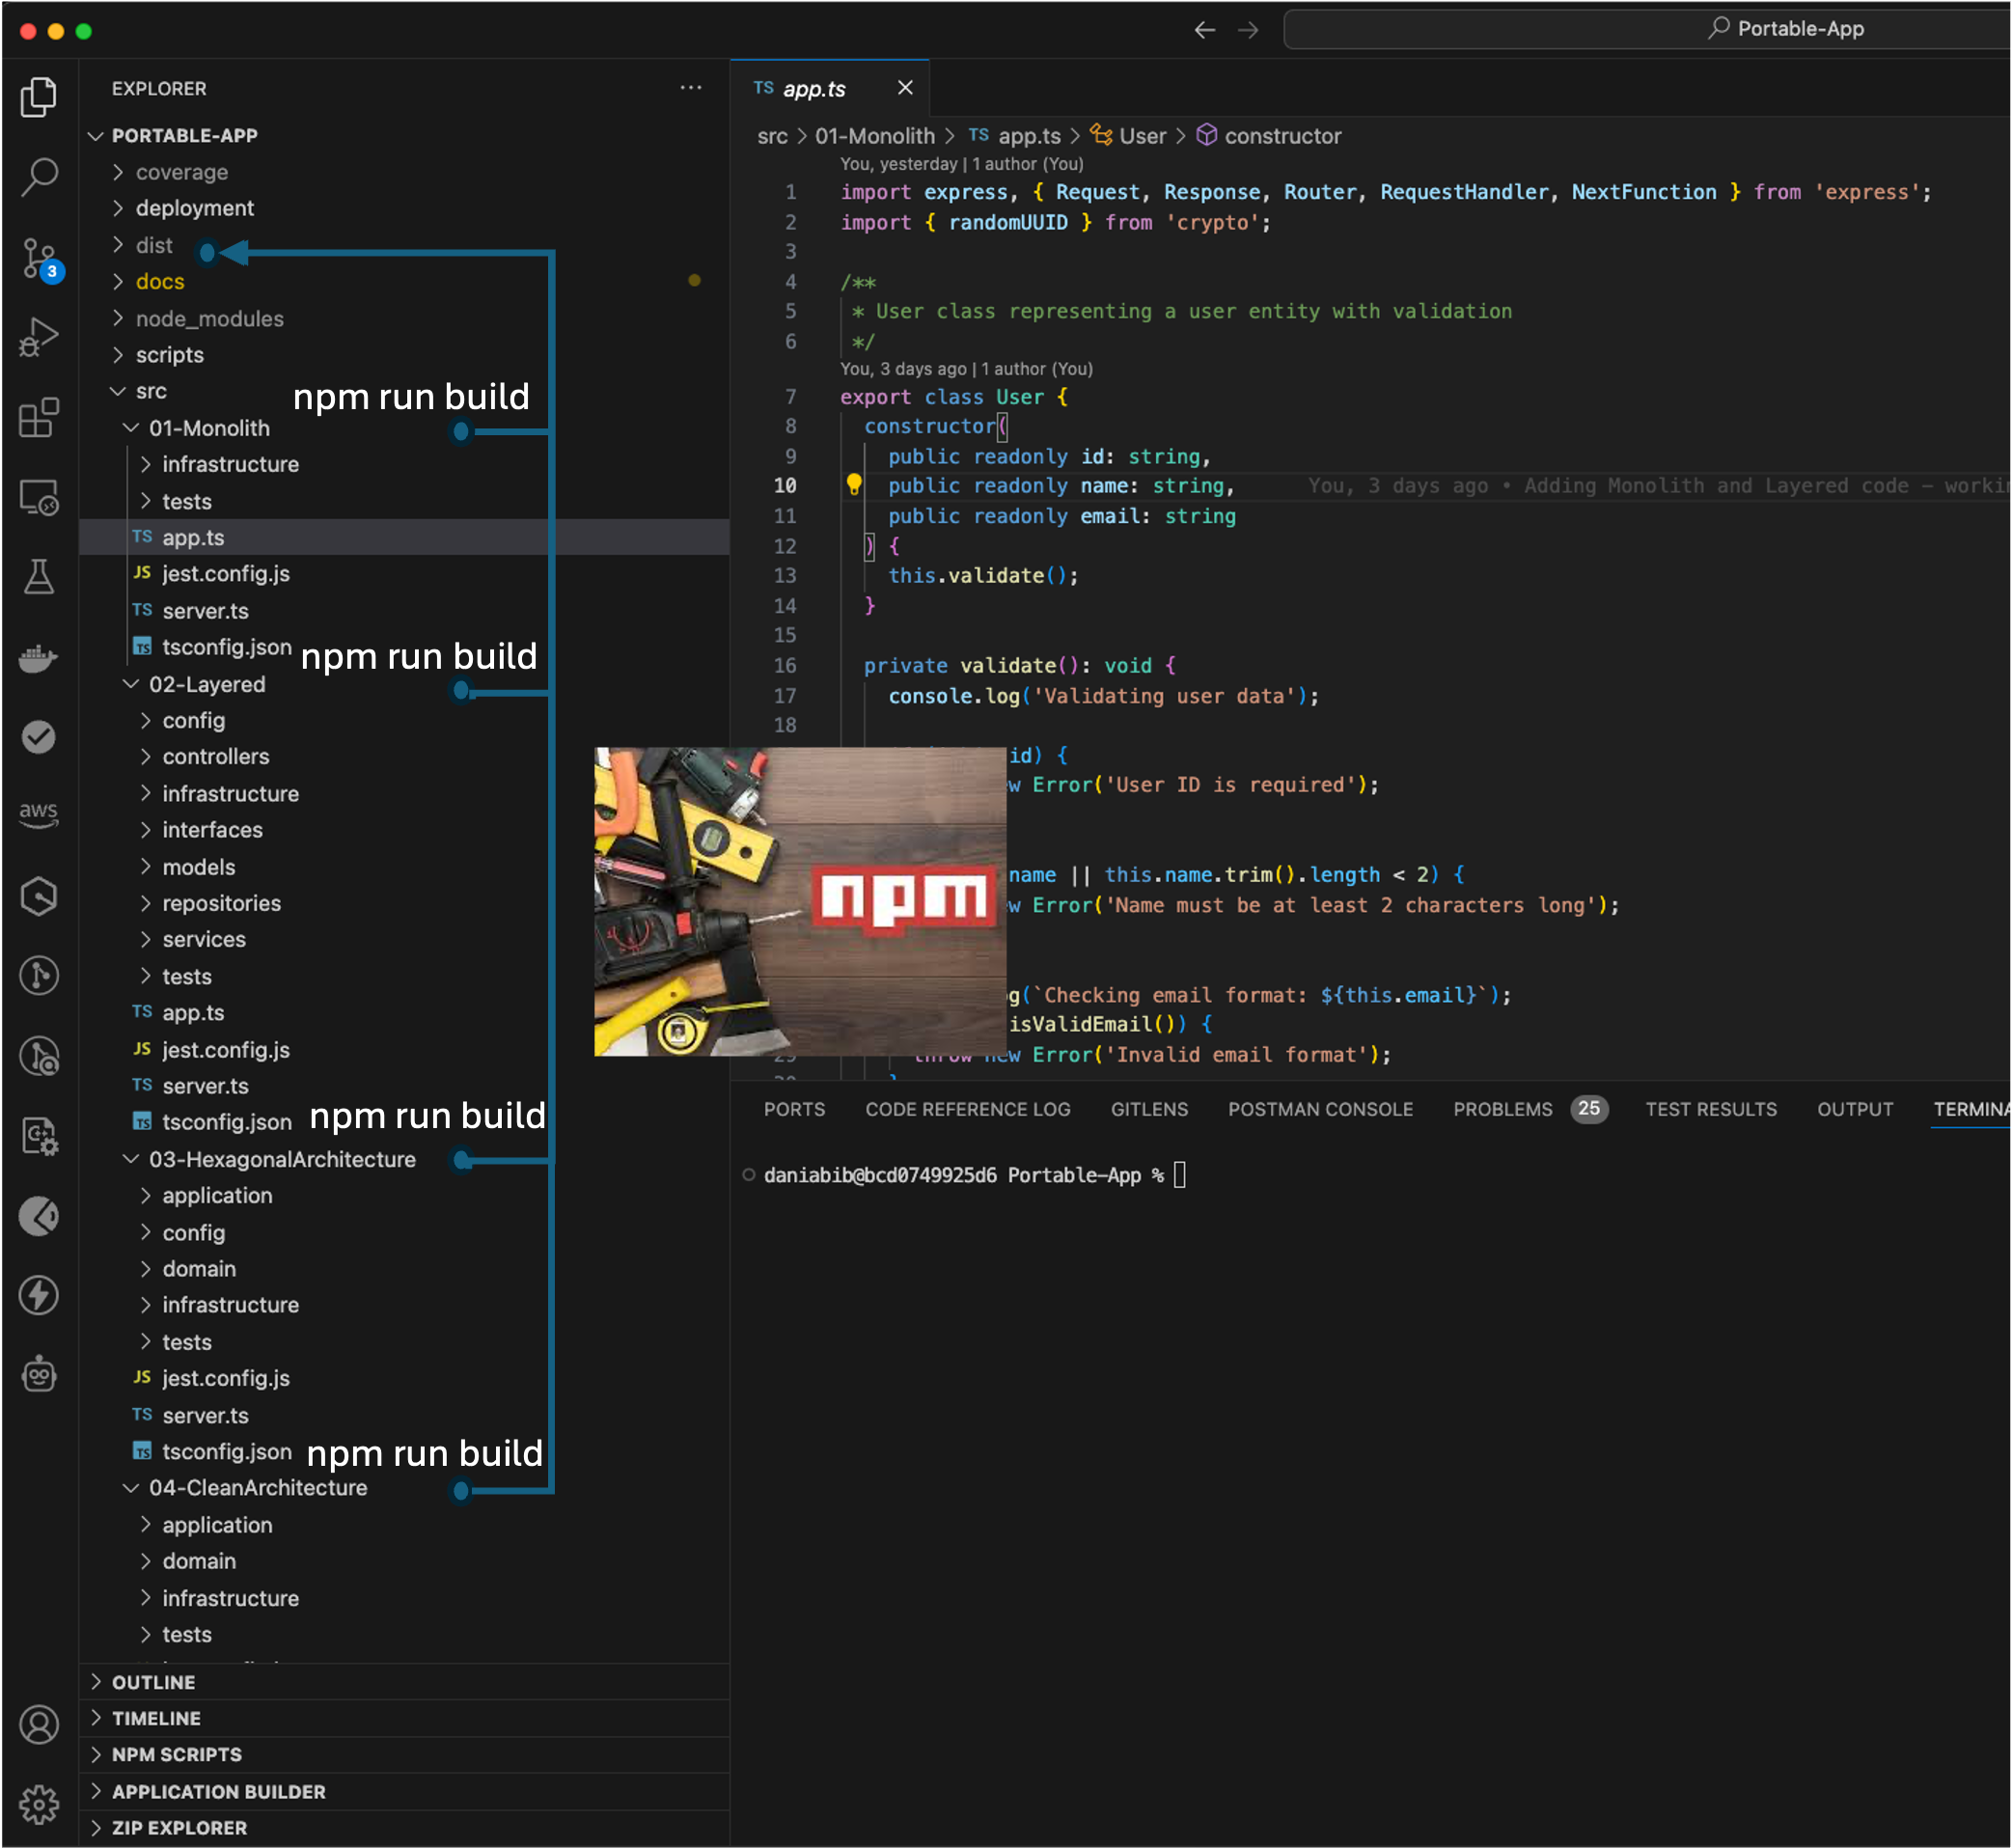 Portable-App
EXPLORER
PORTABLE-APP
coverage
deployment
dist
docs
node_modules
scripts
src
npm run build
01-Monolith
infrastructure
tests
TS app.ts
JS jest.config.js
TS server.ts
TS tsconfig.json
npm run build
02-Layered
config
controllers
infrastructure
interfaces
models
repositories
services
tests
TS app.ts
JS jest.config.js
TS server.ts
TS tsconfig.json
npm run build
03-HexagonalArchitecture
application
config
domain
infrastructure
tests
JS jest.config.js
TS server.ts
TS tsconfig.json
npm run build
04-CleanArchitecture
application
domain
infrastructure
tests
OUTLINE
TIMELINE
NPM SCRIPTS
APPLICATION BUILDER
ZIP EXPLORER
3
aws
TS app.ts
src > 01-Monolith > TS app.ts > User > constructor
You, yesterday | 1 author (You)
1 import express, { Request, Response, Router, RequestHandler, NextFunction } from 'express';
2 import { randomUUID } from 'crypto';
3
4 /**
5 * User class representing a user entity with validation
6 */
You, 3 days ago | 1 author (You)
7 export class User {
8 constructor(
9 public readonly id: string,
10 public readonly name: string, You, 3 days ago • Adding Monolith and Layered code – workin
11 public readonly email: string
12 ) {
13 this.validate();
14 }
15
16 private validate(): void {
17 console.log('Validating user data');
18
id) {
w Error('User ID is required');
name || this.name.trim().length < 2) {
w Error('Name must be at least 2 characters long');
g(`Checking email format: ${this.email}`);
isValidEmail()) {
29 throw new Error('Invalid email format');
npm
PORTS CODE REFERENCE LOG GITLENS POSTMAN CONSOLE PROBLEMS 25 TEST RESULTS OUTPUT TERMINA
daniabib@bcd0749925d6 Portable-App %